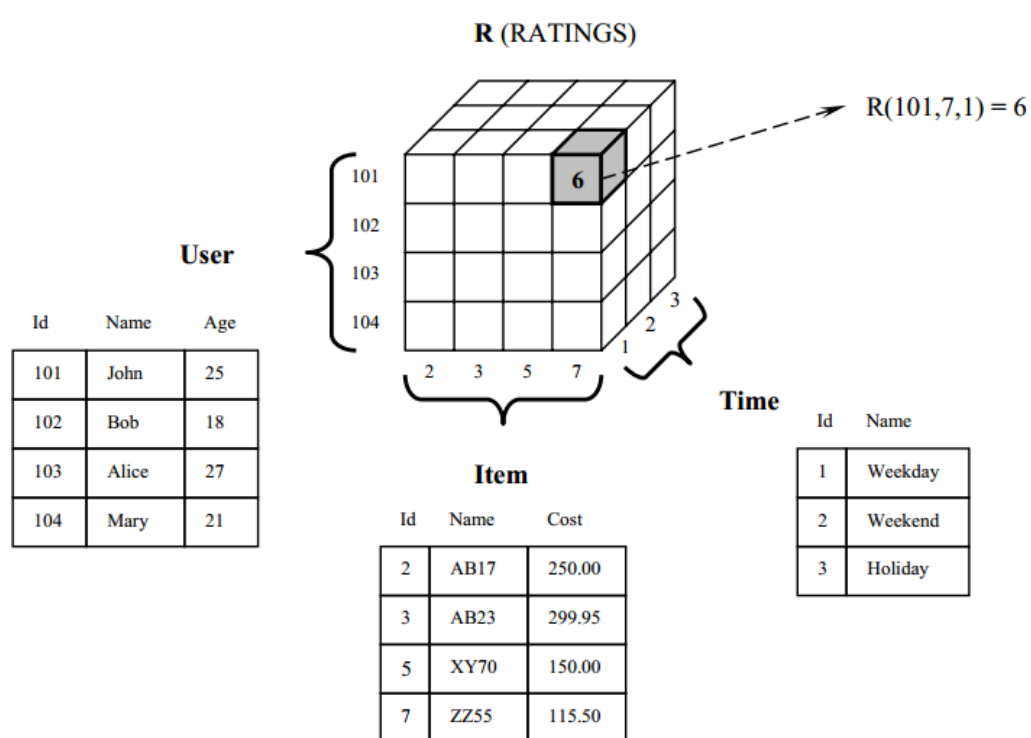 R (RATINGS)
R(101,7,1) = 6
101
6
102
103
104
User
3
2
1
2 3 5 7
Time
Id Name Age
101 John 25
102 Bob 18
103 Alice 27
104 Mary 21
Item
Id Name Cost
2 AB17 250.00
3 AB23 299.95
5 XY70 150.00
7 ZZ55 115.50
Id Name
1 Weekday
2 Weekend
3 Holiday